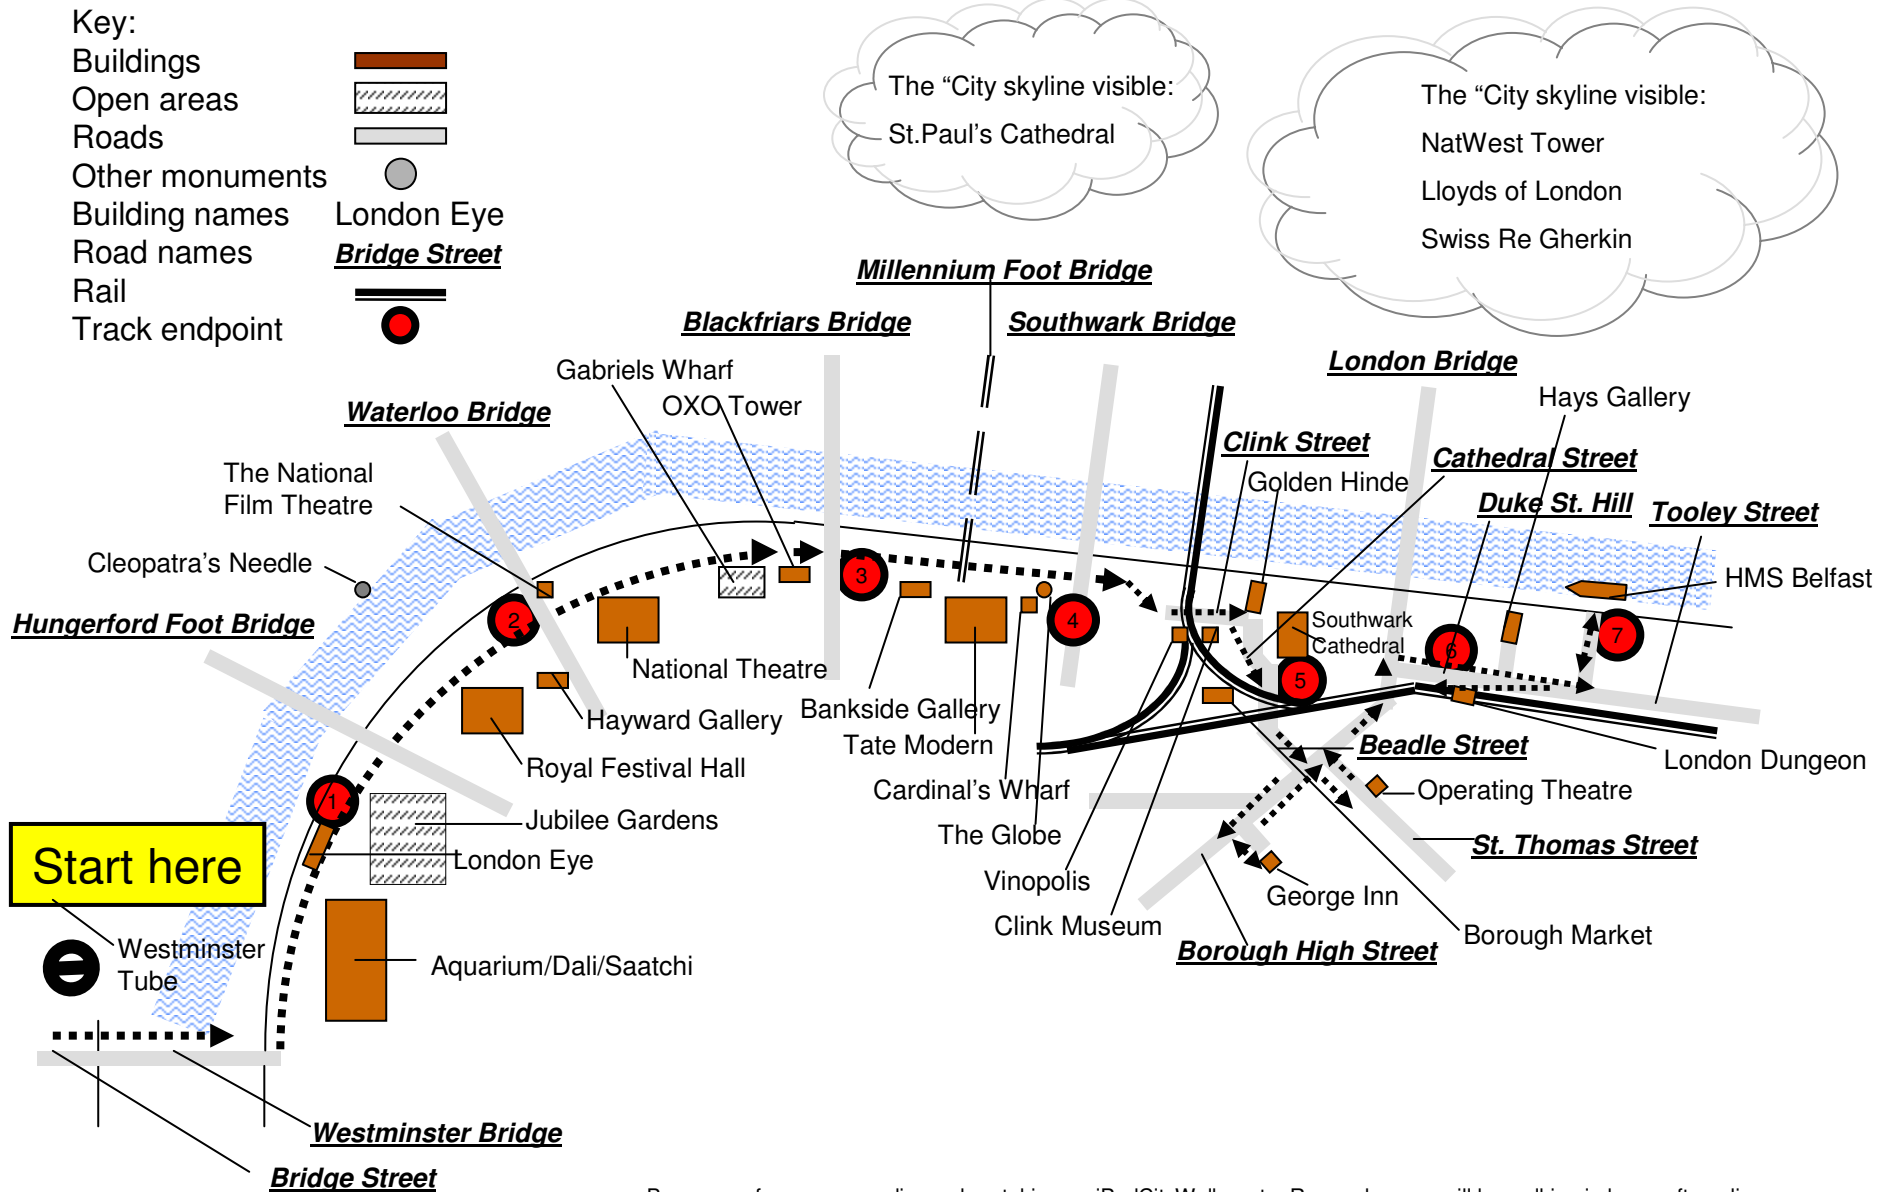 Key:
Buildings
Open areas
Roads
Other monuments
Building names London Eye
Road names Bridge Street
Rail
Track endpoint
The “City skyline visible:
St.Paul’s Cathedral
The “City skyline visible:
NatWest Tower
Lloyds of London
Swiss Re Gherkin
Millennium Foot Bridge
Blackfriars Bridge
Southwark Bridge
London Bridge
Gabriels Wharf
OXO Tower
Waterloo Bridge
Hays Gallery
Clink Street
Cathedral Street
Golden Hinde
Duke St. Hill
Tooley Street
The National
Film Theatre
Cleopatra’s Needle
HMS Belfast
Hungerford Foot Bridge
3
2
4
Southwark
Cathedral
6
7
5
National Theatre
Hayward Gallery
Bankside Gallery
Tate Modern
Beadle Street
London Dungeon
Royal Festival Hall
Cardinal’s Wharf
Operating Theatre
1
Jubilee Gardens
The Globe
St. Thomas Street
Start here
London Eye
Vinopolis
George Inn
Clink Museum
Borough High Street
Borough Market
Westminster
Tube
Aquarium/Dali/Saatchi
Westminster Bridge
Bridge Street